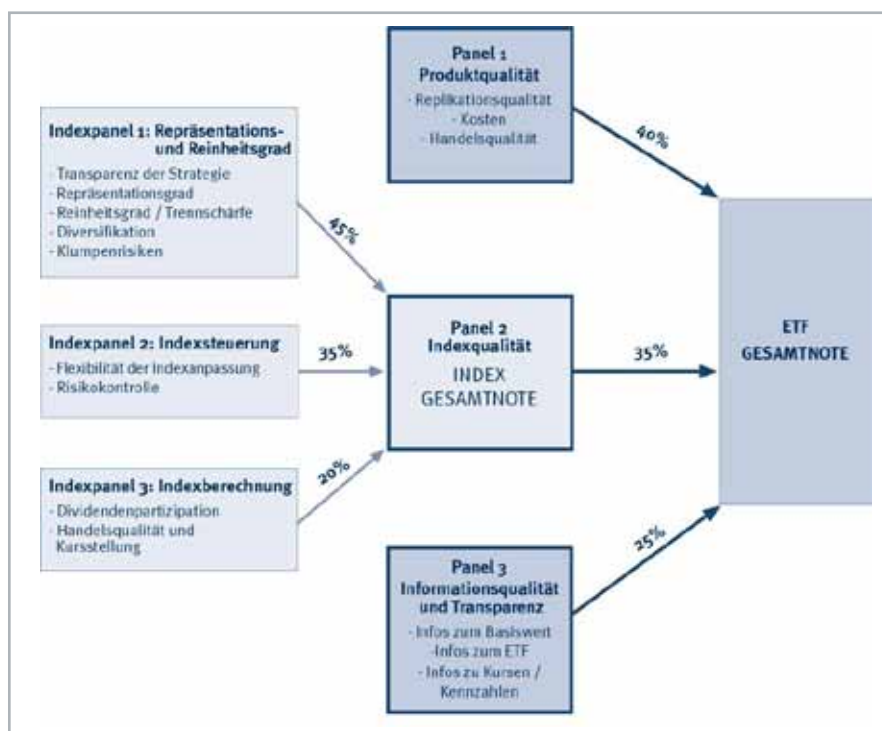 Panel 1
Produktqualität
- Replikationsqualität
- Kosten
- Handelsqualität
40%
Indexpanel 1: Repräsentations-
und Reinheitsgrad
- Transparenz der Strategie
- Repräsentationsgrad
- Reinheitsgrad / Trennschärfe
- Diversifikation
- Klumpenrisiken
45%
Indexpanel 2: Indexsteuerung
- Flexibilität der Indexanpassung
- Risikokontrolle
35%
Panel 2
Indexqualität
INDEX
GESAMTNOTE
35%
ETF
GESAMTNOTE
Indexpanel 3: Indexberechnung
- Dividendenpartizipation
- Handelsqualität und
Kursstellung
20%
Panel 3
Informationsqualität
und Transparenz
- Infos zum Basiswert
-Infos zum ETF
- Infos zu Kursen /
Kennzahlen
25%